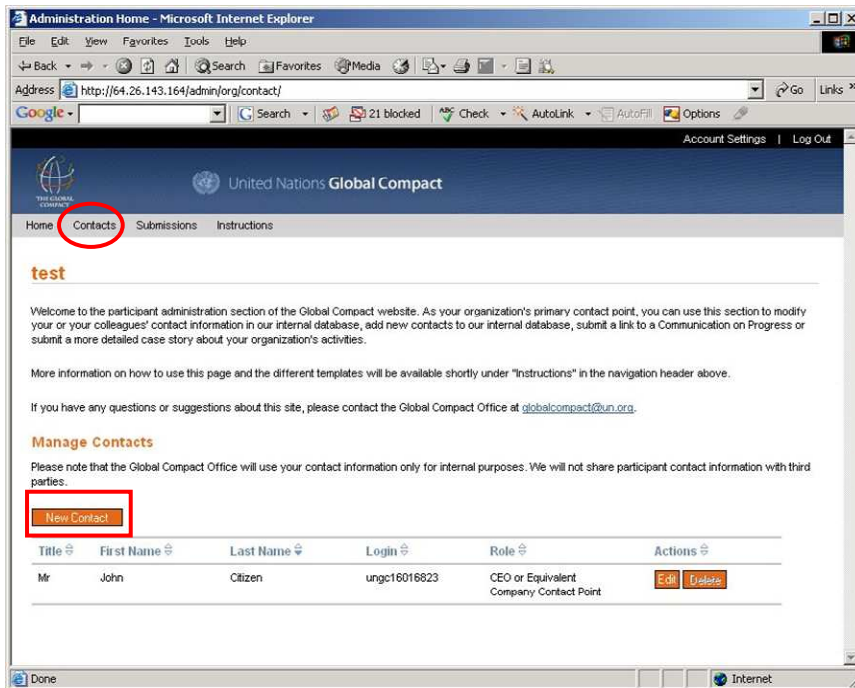 Administration Home - Microsoft Internet Explorer
File Edit View Favorites Tools Help
Back Search Favorites Media
Address http://64.26.143.164/admin/org/contact/ Go Links »
Google Search 21 blocked ABC Check AutoLink AutoFill Options
Account Settings | Log Out
THE GLOBAL
COMPACT
United Nations Global Compact
Home Contacts Submissions Instructions
test
Welcome to the participant administration section of the Global Compact website. As your organization's primary contact point, you can use this section to modify
your or your colleagues' contact information in our internal database, add new contacts to our internal database, submit a link to a Communication on Progress or
submit a more detailed case story about your organization's activities.
More information on how to use this page and the different templates will be available shortly under "Instructions" in the navigation header above.
If you have any questions or suggestions about this site, please contact the Global Compact Office at globalcompact@un.org.
Manage Contacts
Please note that the Global Compact Office will use your contact information only for internal purposes. We will not share participant contact information with third
parties.
New Contact
Title First Name Last Name Login Role Actions
Mr John Citizen ungc16016823 CEO or Equivalent Edit Delete
Company Contact Point
Done Internet